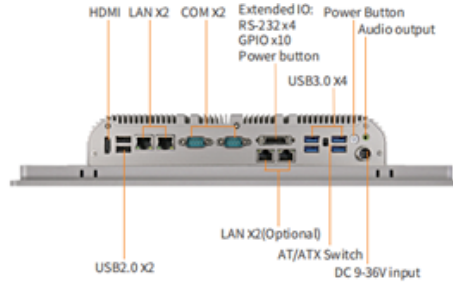 HDMI
LAN X2
COM X2
Extended IO:
RS-232 x4
GPIO x10
Power button
Power Button
Audio output
USB3.0 X4
LAN X2(Optional)
AT/ATX Switch
USB2.0 X2
DC 9-36V input